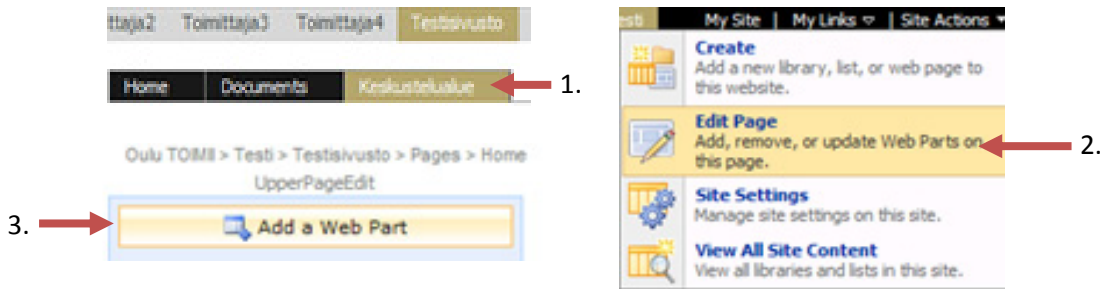 ttaja2 Toimittaja3 Toimittaja4 Testisivusto
Home Documents Keskustelualue
1.
Oulu TOIMII > Testi > Testisivusto > Pages > Home
UpperPageEdit
3.
Add a Web Part
esti My Site | My Links | Site Actions
Create
Add a new library, list, or web page to
this website.
Edit Page
Add, remove, or update Web Parts on
this page.
2.
Site Settings
Manage site settings on this site.
View All Site Content
View all libraries and lists in this site.